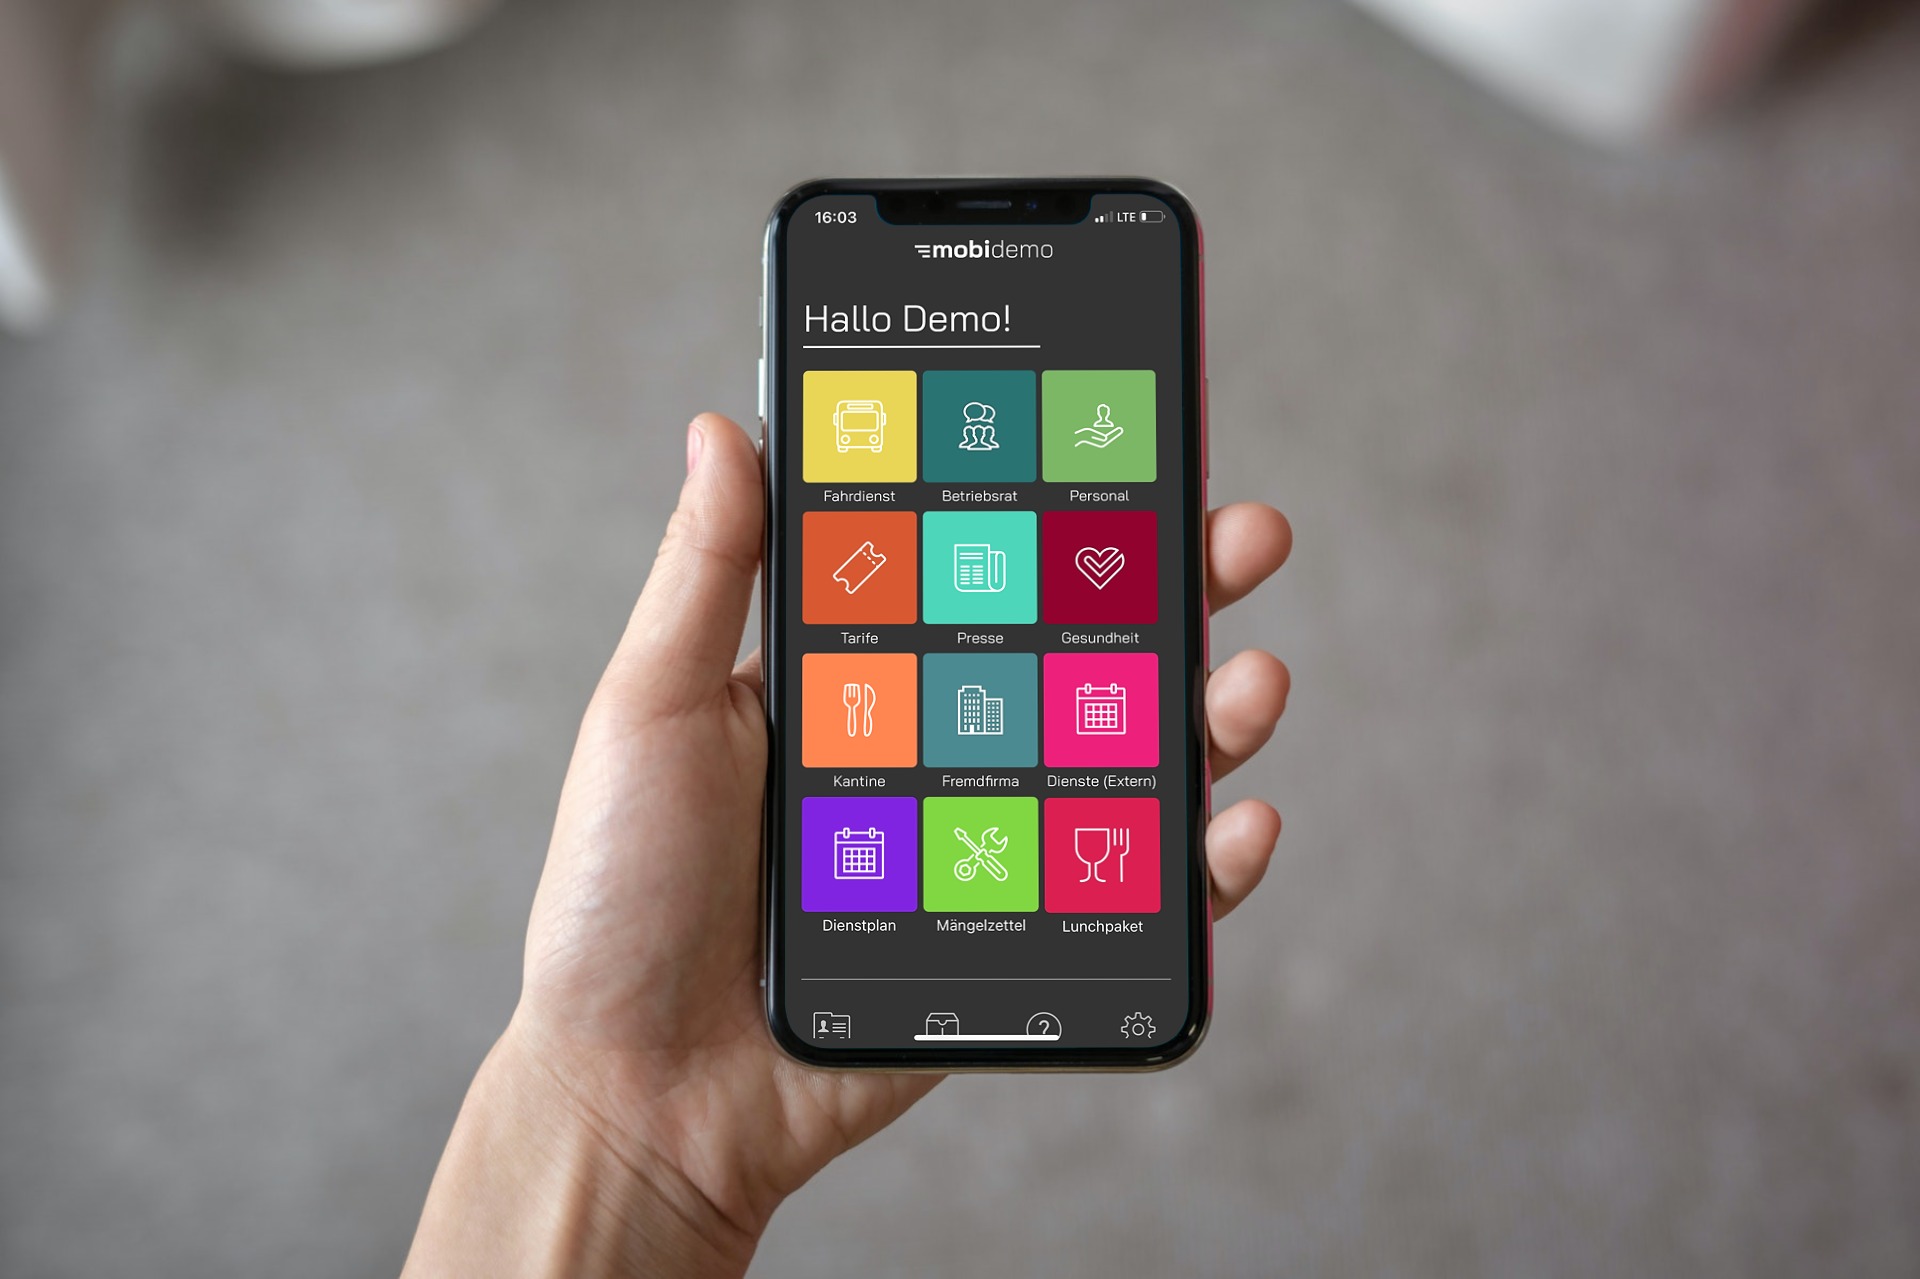 16:03 LTE
mobidemo
Hallo Demo!
Fahrdienst Betriebsrat Personal
Tarife Presse Gesundheit
Kantine Fremdfirma Dienste (Extern)
Dienstplan Mängelzettel Lunchpaket
?